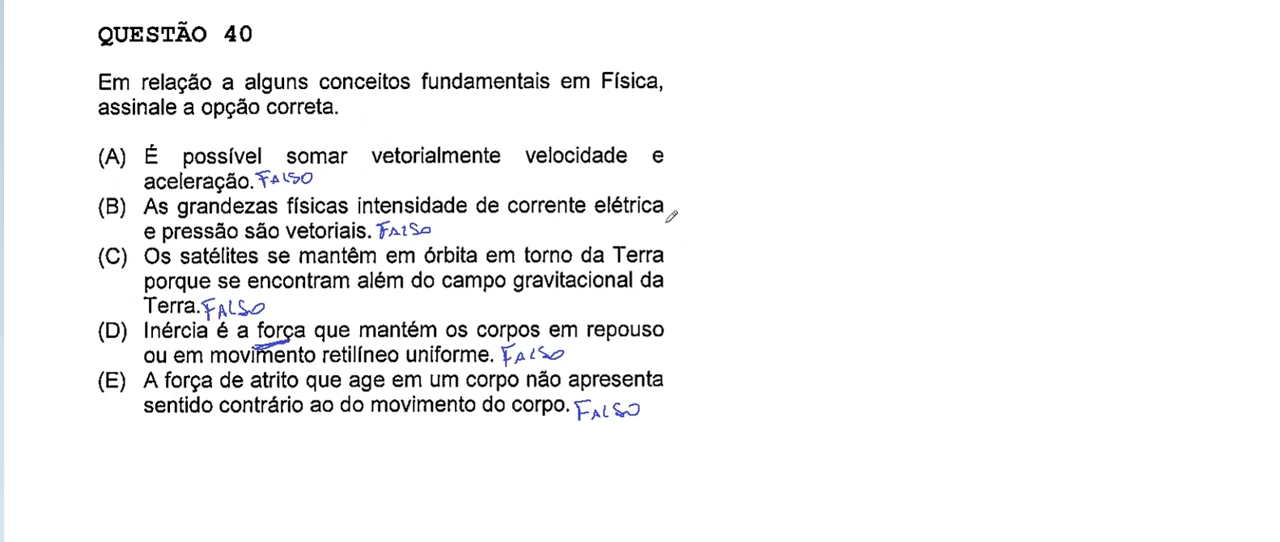 QUESTÃO 40
Em relação a alguns conceitos fundamentais em Física,
assinale a opção correta.
(A) É possível somar vetorialmente velocidade e
aceleração. FALSO
(B) As grandezas físicas intensidade de corrente elétrica
e pressão são vetoriais. FALSO
(C) Os satélites se mantêm em órbita em torno da Terra
porque se encontram além do campo gravitacional da
Terra. FALSO
(D) Inércia é a força que mantém os corpos em repouso
ou em movimento retilíneo uniforme. FALSO
(E) A força de atrito que age em um corpo não apresenta
sentido contrário ao do movimento do corpo. FALSO